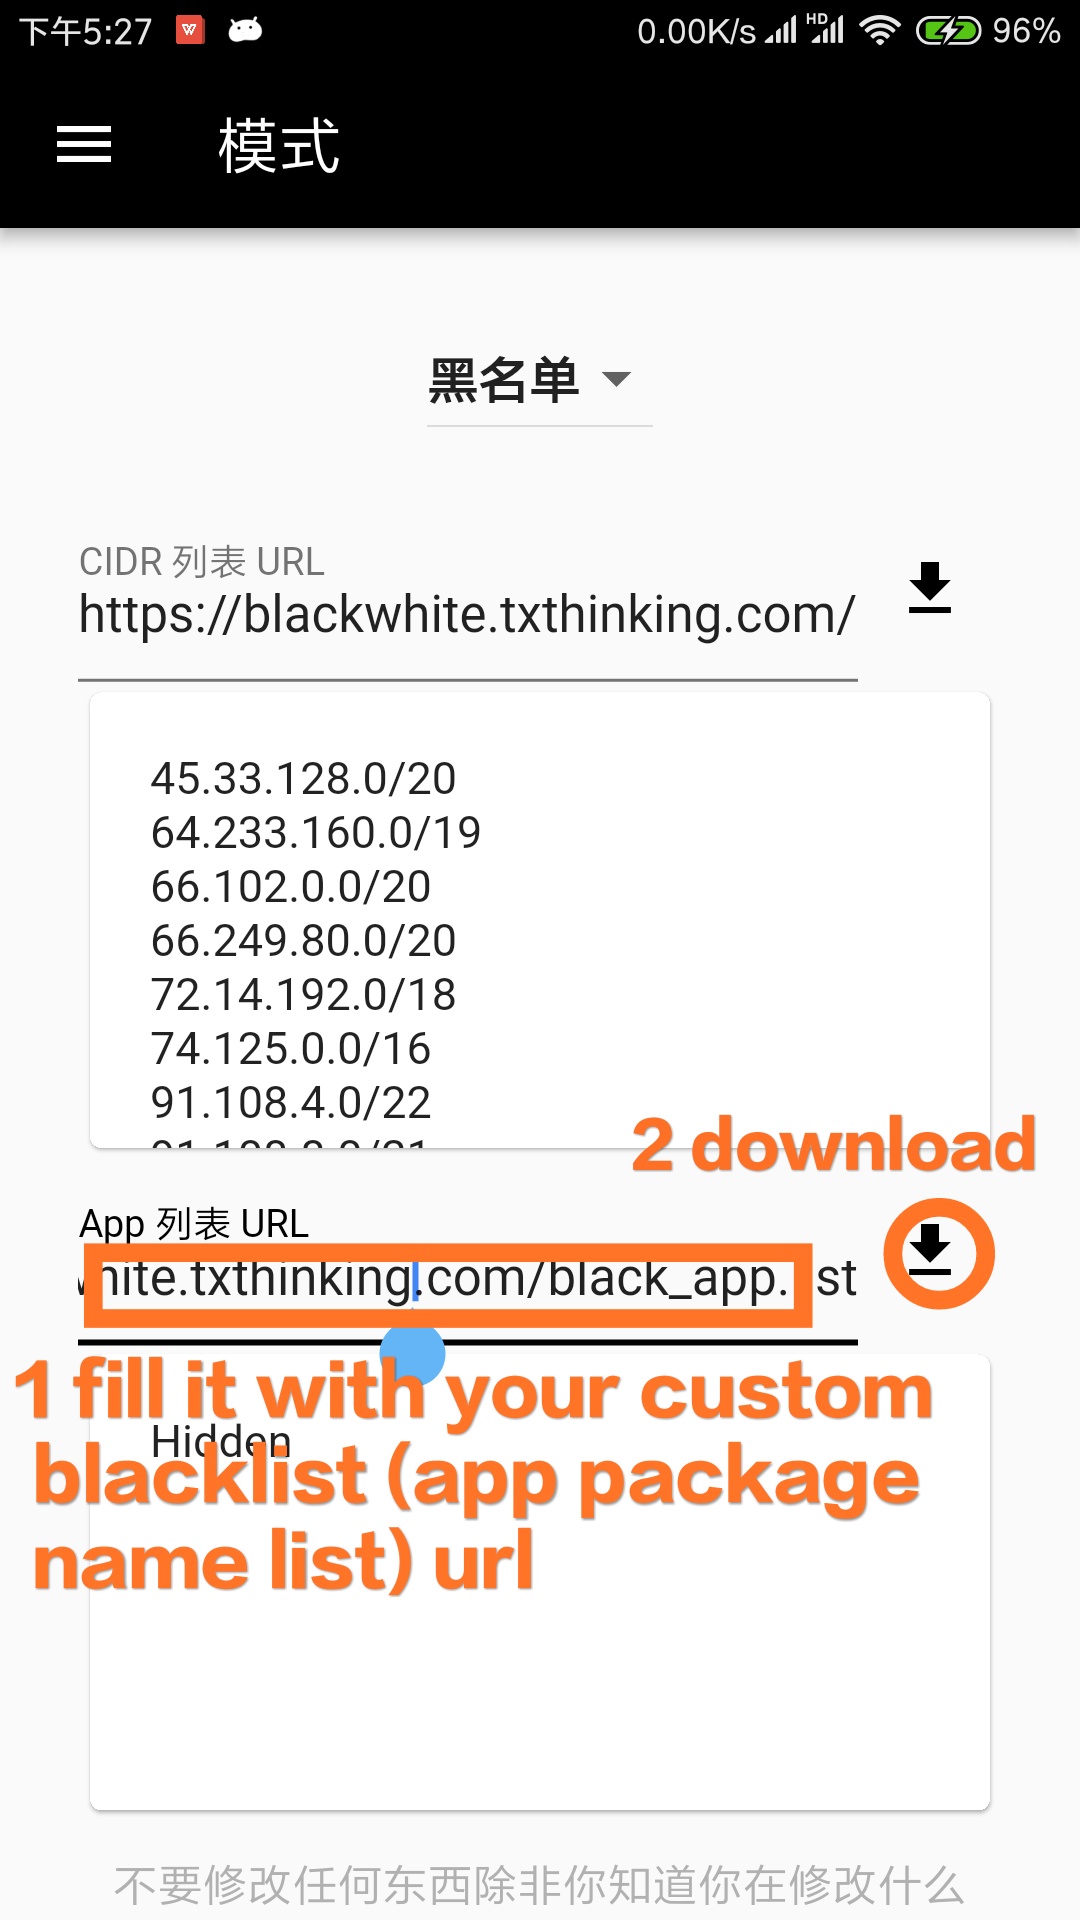 下午5:27
0.00K/s HD 96%
模式
黑名单
CIDR 列表 URL
https://blackwhite.txthinking.com/
45.33.128.0/20
64.233.160.0/19
66.102.0.0/20
66.249.80.0/20
72.14.192.0/18
74.125.0.0/16
91.108.4.0/22
2 download
App 列表 URL
hite.txthinking.com/black_app. st
1 fill it with your custom
Hidden
blacklist (app package
name list) url
不要修改任何东西除非你知道你在修改什么